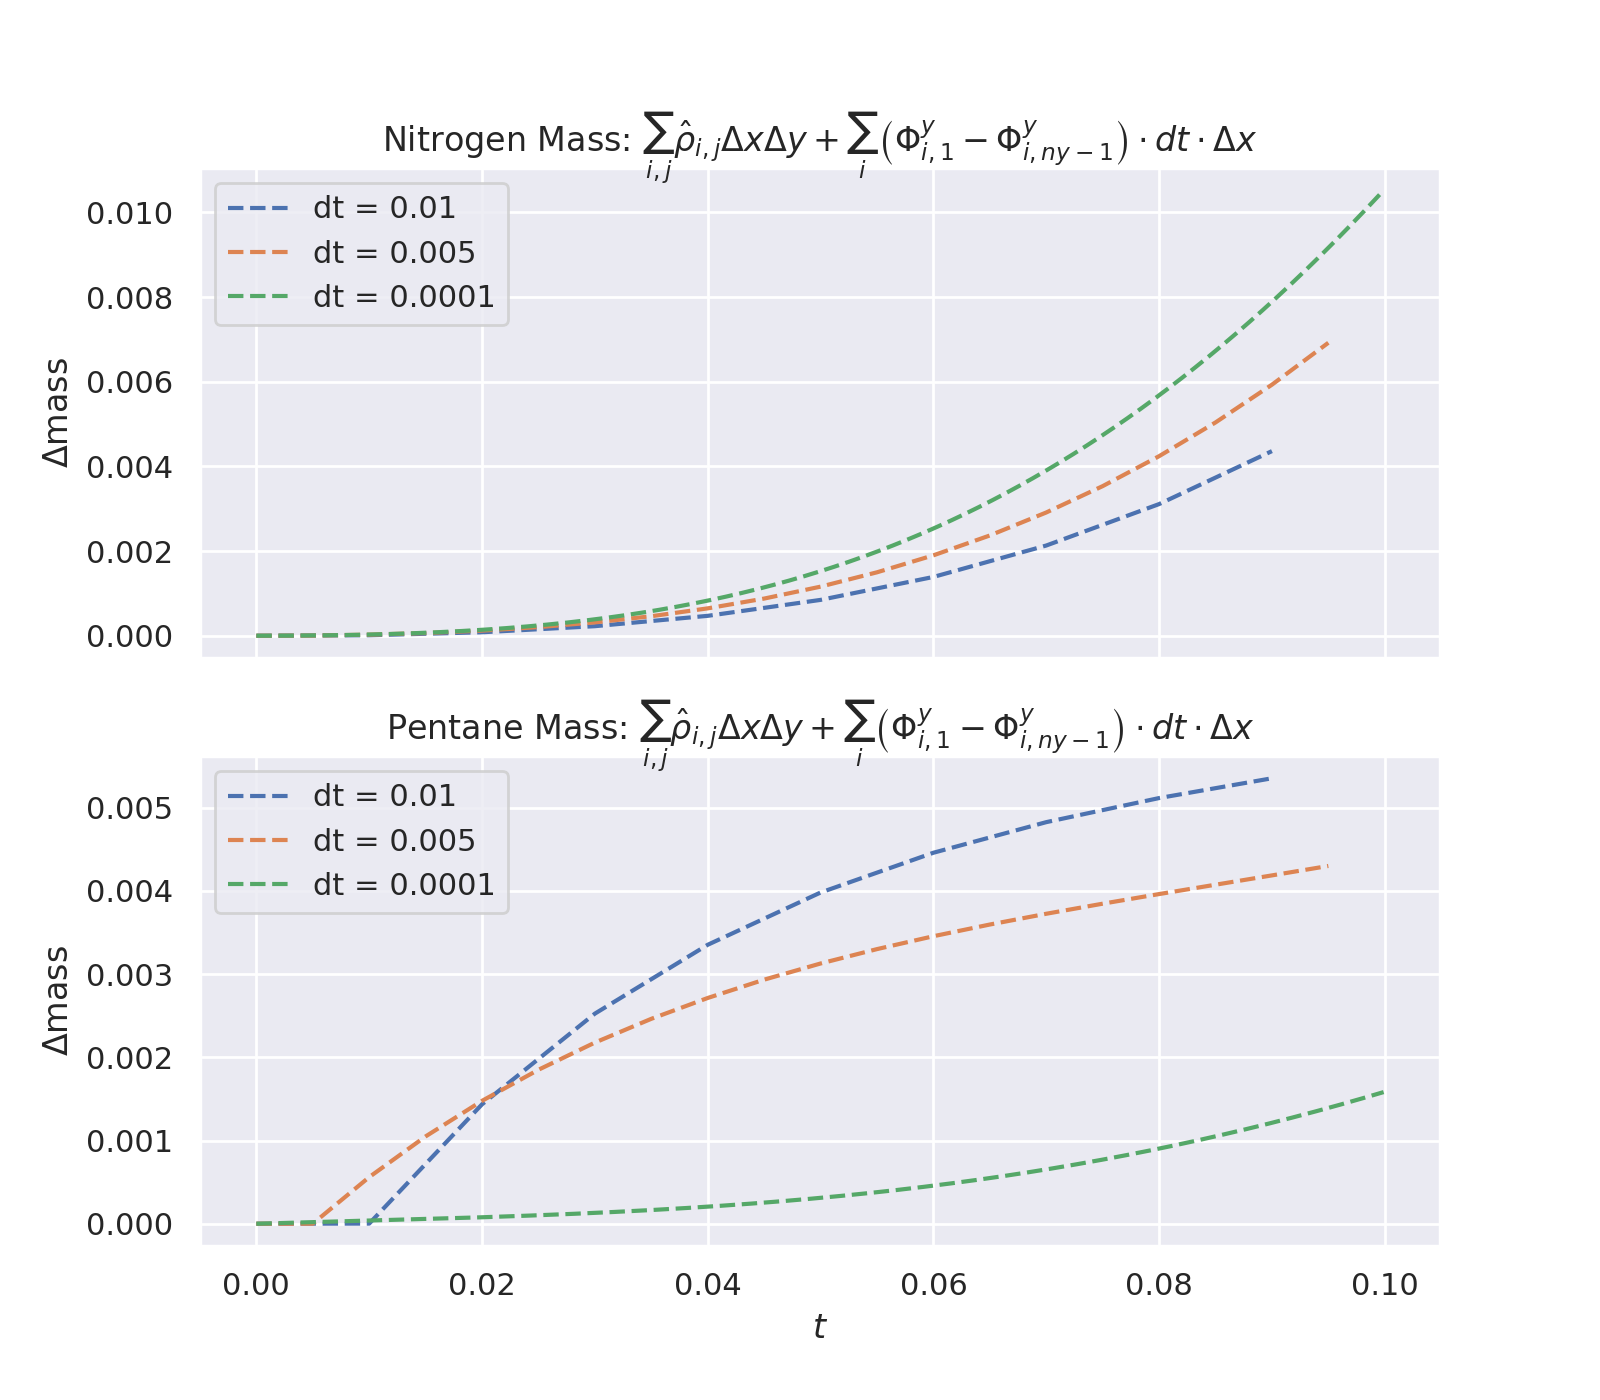 Nitrogen Mass: ∑_{i,j} ρ̂_{i,j}ΔxΔy + ∑_i (Φ^y_{i,1} − Φ^y_{i,ny−1}) · dt · Δx
dt = 0.01
dt = 0.005
dt = 0.0001
0.010
0.008
0.006
0.004
0.002
0.000
Δmass
Pentane Mass: ∑_{i,j} ρ̂_{i,j}ΔxΔy + ∑_i (Φ^y_{i,1} − Φ^y_{i,ny−1}) · dt · Δx
dt = 0.01
dt = 0.005
dt = 0.0001
0.005
0.004
0.003
0.002
0.001
0.000
Δmass
0.00 0.02 0.04 0.06 0.08 0.10
t